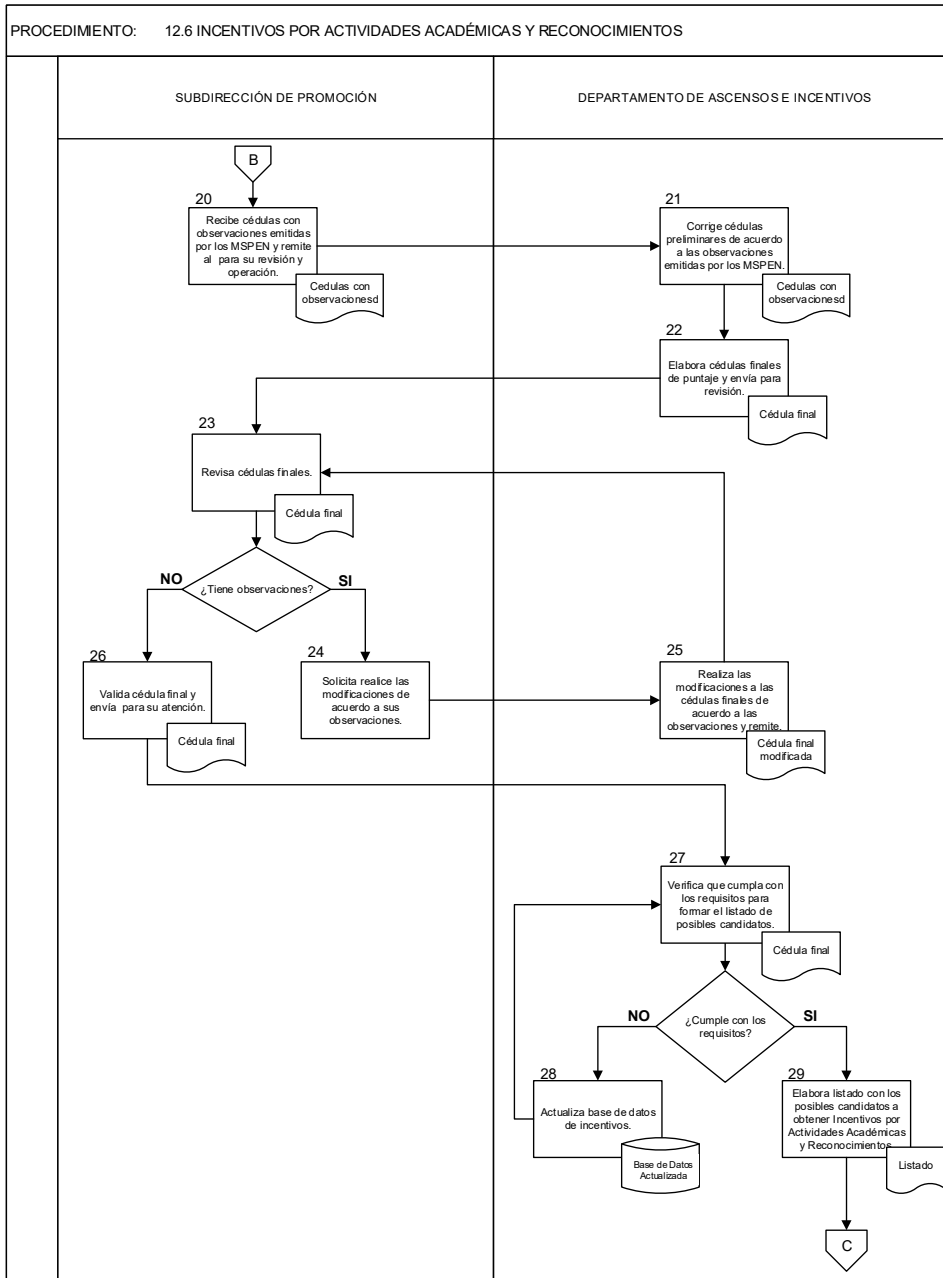 PROCEDIMIENTO: 12.6 INCENTIVOS POR ACTIVIDADES ACADÉMICAS Y RECONOCIMIENTOS
SUBDIRECCIÓN DE PROMOCIÓN
DEPARTAMENTO DE ASCENSOS E INCENTIVOS
B
20
Recibe cédulas con
observaciones emitidas
por los MSPEN y remite
al para su revisión y
operación.
Cedulas con
observacionesd
21
Corrige cédulas
preliminares de acuerdo
a las observaciones
emitidas por los MSPEN.
Cedulas con
observacionesd
22
Elabora cédulas finales
de puntaje y envía para
revisión.
Cédula final
23
Revisa cédulas finales.
Cédula final
¿Tiene observaciones?
NO
SI
26
Valida cédula final y
envía para su atención.
Cédula final
24
Solicita realice las
modificaciones de
acuerdo a sus
observaciones.
25
Realiza las
modificaciones a las
cédulas finales de
acuerdo a las
observaciones y remite.
Cédula final
modificada
27
Verifica que cumpla con
los requisitos para
formar el listado de
posibles candidatos.
Cédula final
¿Cumple con los
requisitos?
NO
SI
28
Actualiza base de datos
de incentivos.
Base de Datos
Actualizada
29
Elabora listado con los
posibles candidatos a
obtener Incentivos por
Actividades Académicas
y Reconocimientos
Listado
C